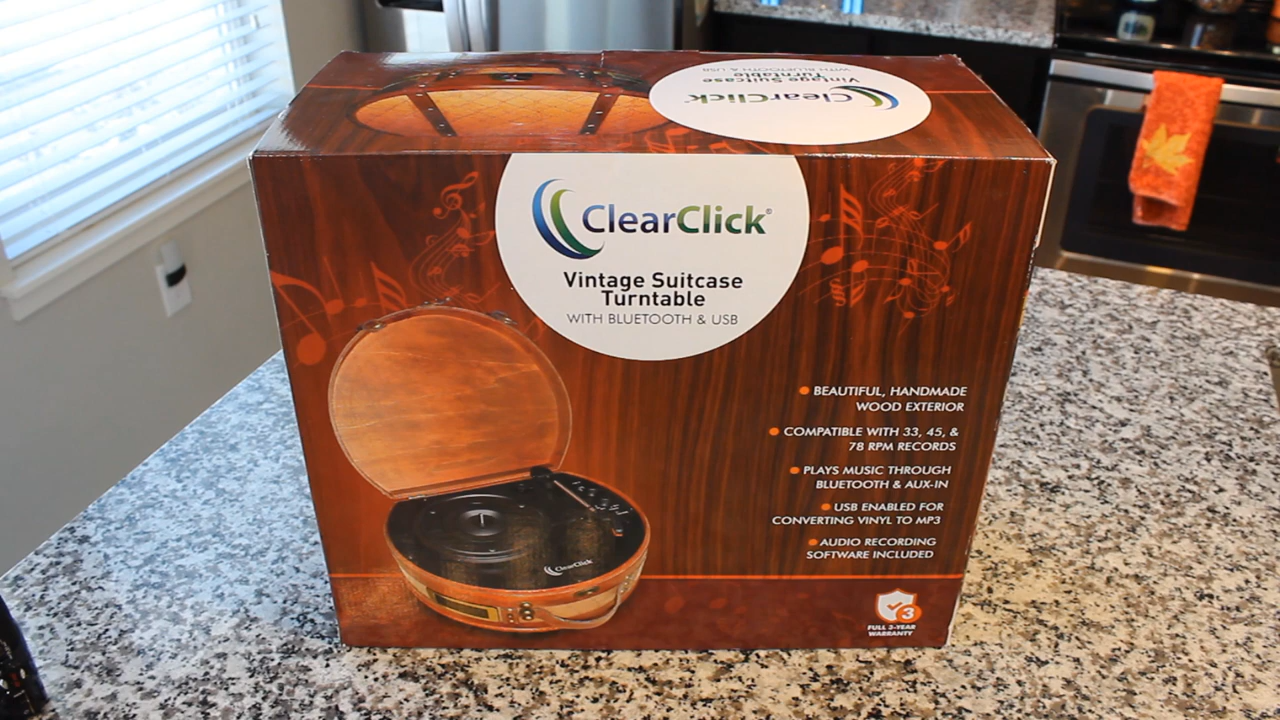 ClearClick
Vintage Suitcase
Turntable
WITH BLUETOOTH & USB
ClearClick®
Vintage Suitcase
Turntable
WITH BLUETOOTH & USB
BEAUTIFUL, HANDMADE
WOOD EXTERIOR
COMPATIBLE WITH 33, 45, &
78 RPM RECORDS
PLAYS MUSIC THROUGH
BLUETOOTH & AUX-IN
USB ENABLED FOR
CONVERTING VINYL TO MP3
AUDIO RECORDING
SOFTWARE INCLUDED
ClearClick
3
FULL 3-YEAR
WARRANTY